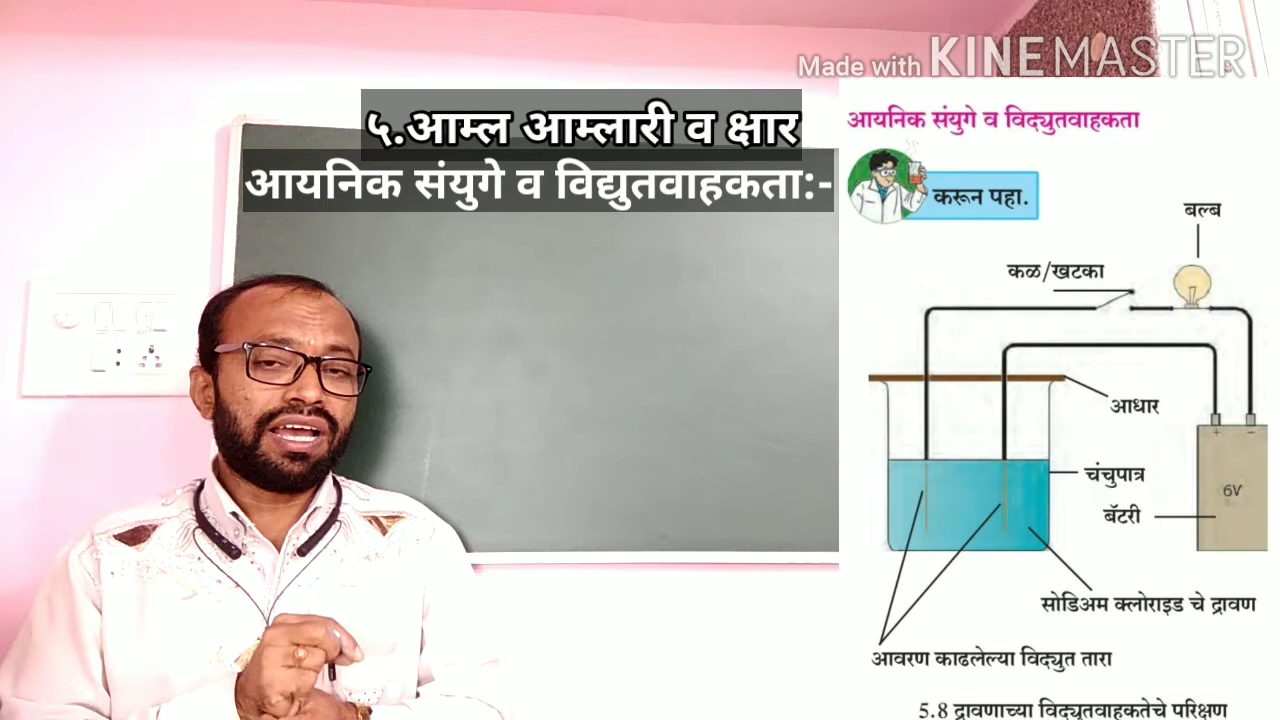 Made with KINEMASTER
५.आम्ल आम्लारी व क्षार
आयनिक संयुगे व विद्युतवाहकता:-
आयनिक संयुगे व विद्‍युतवाहकता
करून पहा.
बल्ब
कळ/खटका
आधार
+ −
चंचुपात्र
6V
बॅटरी
सोडिअम क्लोराइड चे द्रावण
आवरण काढलेल्या विद्‍युत तारा
5.8 द्रावणाच्या विद्‍युतवाहकतेचे परिक्षण